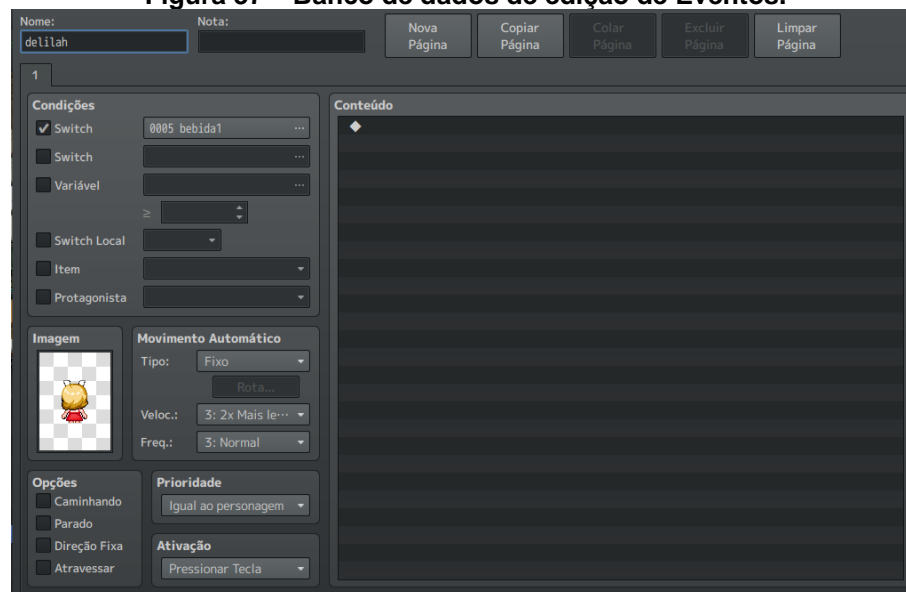 Figura 37 – Banco de dados de edição de Eventos.
Nome:
Nota:
delilah
Nova Página
Copiar Página
Colar Página
Excluir Página
Limpar Página
1
Condições
Switch
0005 bebida1 ...
Switch
...
Variável
...
≥
Switch Local
Item
Protagonista
Imagem
Movimento Automático
Tipo:
Fixo
Rota...
Veloc.:
3: 2x Mais le...
Freq.:
3: Normal
Opções
Caminhando
Parado
Direção Fixa
Atravessar
Prioridade
Igual ao personagem
Ativação
Pressionar Tecla
Conteúdo